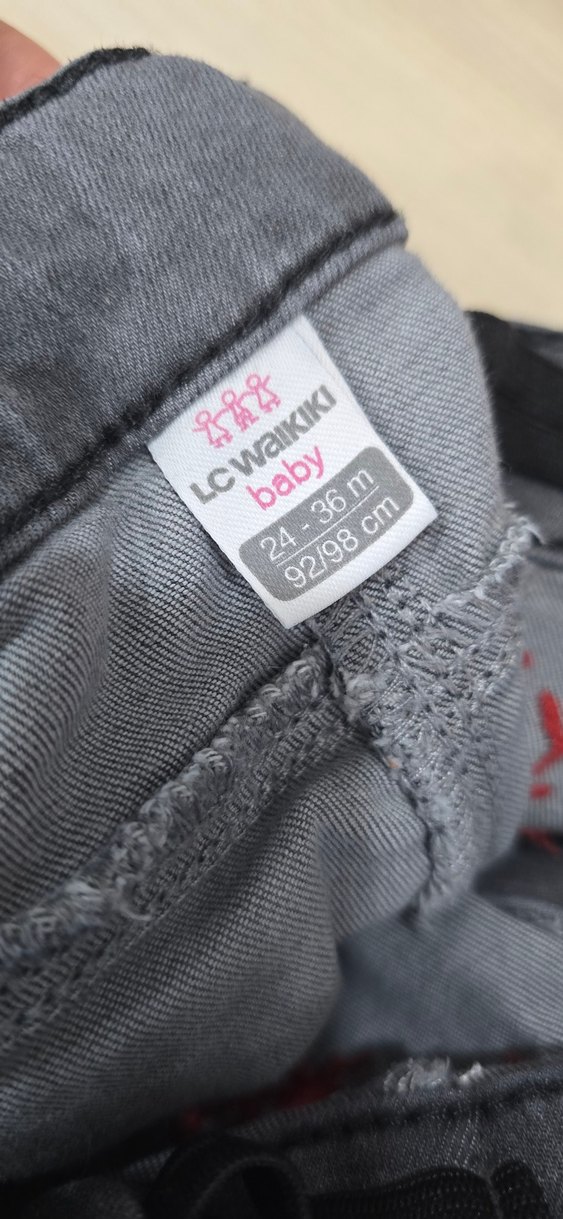 LC WAIKIKI
baby
24 - 36 m
92/98 cm